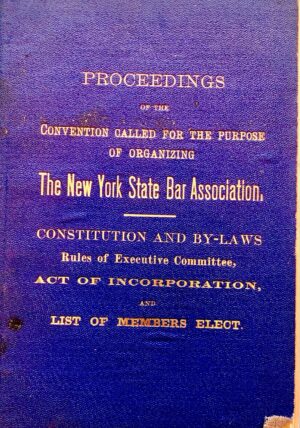 PROCEEDINGS
OF THE
CONVENTION CALLED FOR THE PURPOSE
OF ORGANIZING
The New York State Bar Association,
CONSTITUTION AND BY-LAWS
Rules of Executive Committee,
ACT OF INCORPORATION,
AND
LIST OF MEMBERS ELECT.